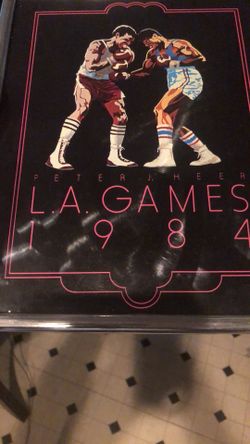 PETER J. HEER
L.A. GAMES
1984